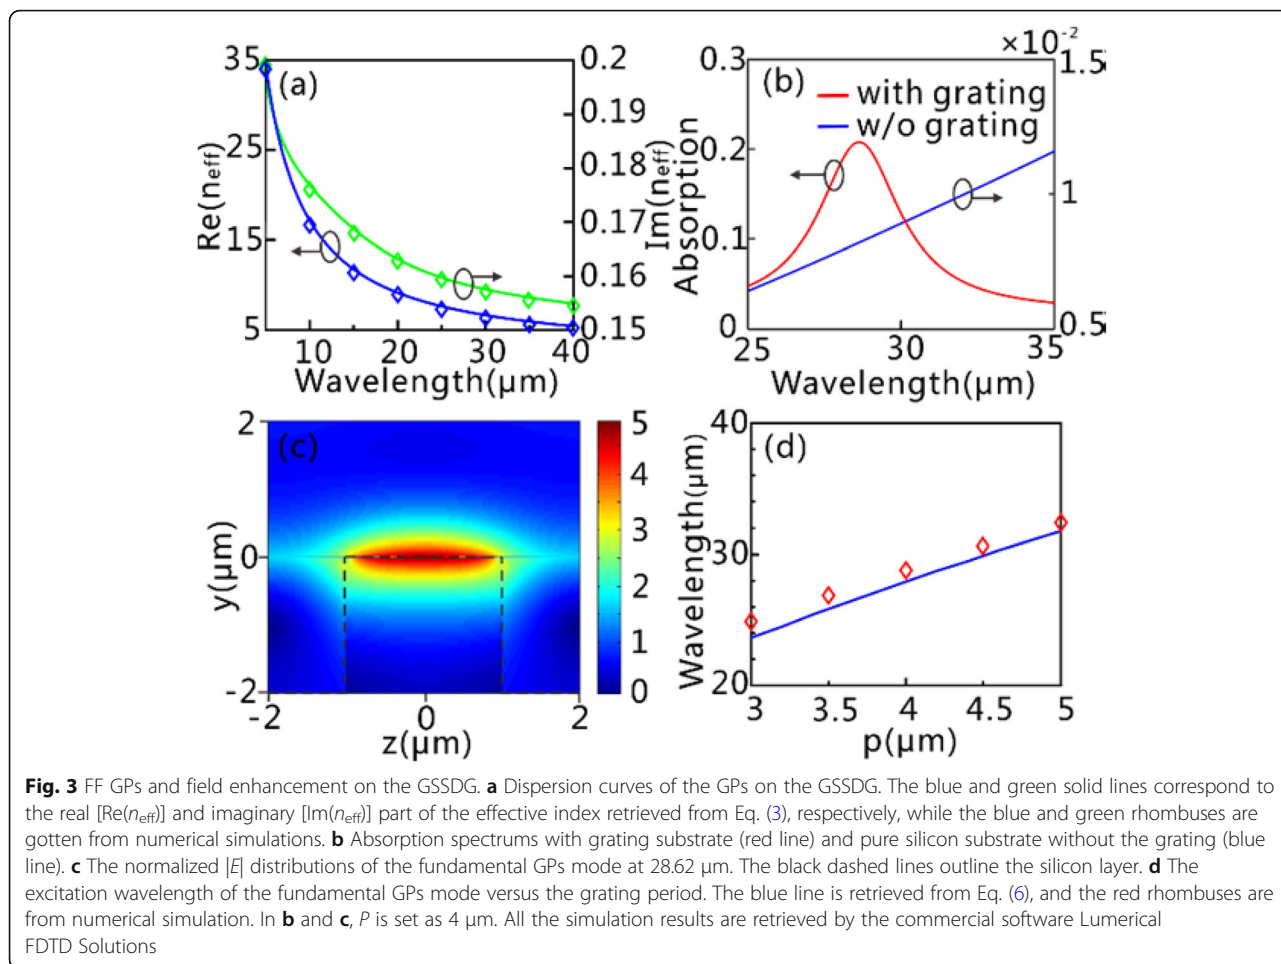 ×10⁻²
35
(a)
0.2
0.3
(b)
1.5
with grating
w/o grating
0.19
25
0.18
0.2
1
Re(neff)
Im(neff)
Absorption
0.17
15
0.16
0.1
5
0.15
0
0.5
10
20
30
40
25
30
35
Wavelength(μm)
Wavelength(μm)
2
(c)
5
4
3
2
1
0
y(μm)
0
-2
-2
0
2
z(μm)
40
(d)
Wavelength(μm)
30
20
3
3.5
4
4.5
5
p(μm)
Fig. 3 FF GPs and field enhancement on the GSSDG. a Dispersion curves of the GPs on the GSSDG. The blue and green solid lines correspond to
the real [Re(neff)] and imaginary [Im(neff)] part of the effective index retrieved from Eq. (3), respectively, while the blue and green rhombuses are
gotten from numerical simulations. b Absorption spectrums with grating substrate (red line) and pure silicon substrate without the grating (blue
line). c The normalized |E| distributions of the fundamental GPs mode at 28.62 μm. The black dashed lines outline the silicon layer. d The
excitation wavelength of the fundamental GPs mode versus the grating period. The blue line is retrieved from Eq. (6), and the red rhombuses are
from numerical simulation. In b and c, P is set as 4 μm. All the simulation results are retrieved by the commercial software Lumerical
FDTD Solutions